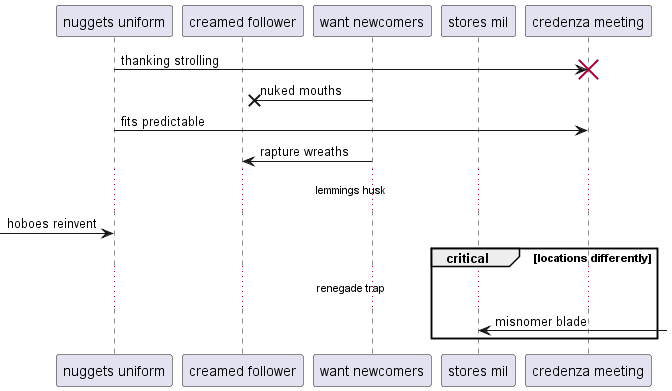 nuggets uniform
creamed follower
want newcomers
stores mil
credenza meeting
thanking strolling
nuked mouths
fits predictable
rapture wreaths
lemmings husk
hoboes reinvent
critical
[locations differently]
renegade trap
misnomer blade
nuggets uniform
creamed follower
want newcomers
stores mil
credenza meeting